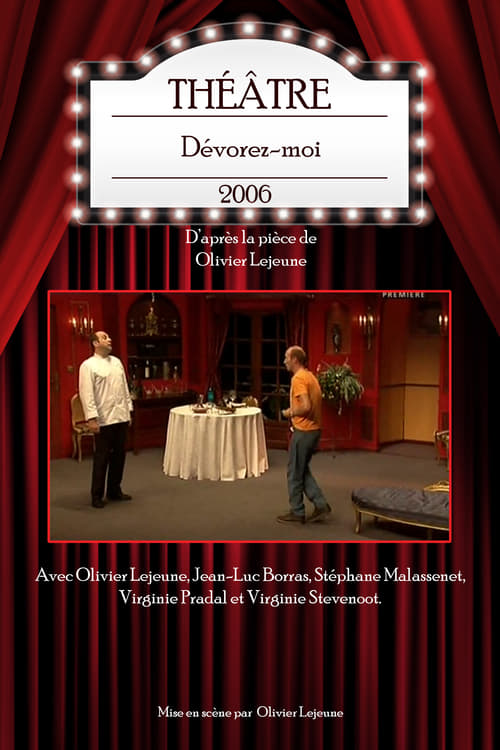 THÉÂTRE
Dévorez-moi
2006
D'après la pièce de
Olivier Lejeune
PREMIERE
Avec Olivier Lejeune, Jean-Luc Borras, Stéphane Malassenet,
Virginie Pradal et Virginie Stevenoot.
Mise en scène par Olivier Lejeune